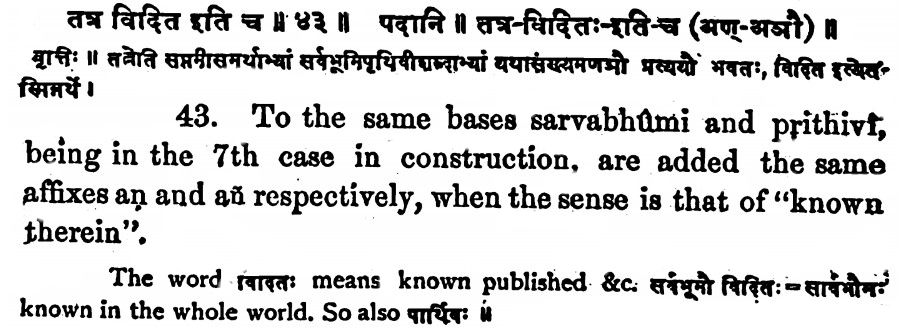 तत्र विदित इति च ॥ ४३ ॥ पदानि ॥ तत्र-विदितः-इति-च (अण्-अञौ) ॥
वृत्तिः ॥ तत्रेति सप्तमीसमर्थाभ्यां सर्वभूमिपृथिवीशब्दाभ्यां यथासंख्यमणञौ प्रत्ययौ भवतः, विदित इत्येत-
स्मिन्नर्थे ।
43. To the same bases sarvabhûmi and prithivî,
being in the 7th case in construction, are added the same
affixes aṇ and añ respectively, when the sense is that of “known
therein”.
The word विदितः means known published &c. सर्वभूमौ विदितः = सार्वभौमः
known in the whole world. So also पार्थिवः ॥